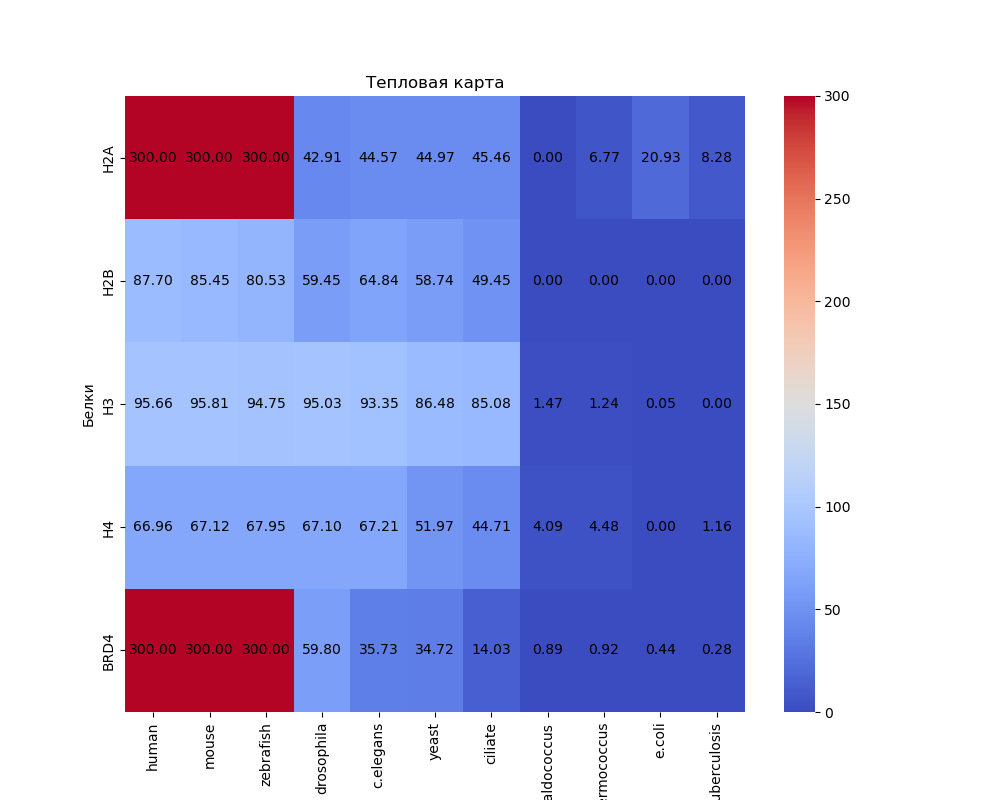 Тепловая карта
Белки
H2A 300.00 300.00 300.00 42.91 44.57 44.97 45.46 0.00 6.77 20.93 8.28
H2B 87.70 85.45 80.53 59.45 64.84 58.74 49.45 0.00 0.00 0.00 0.00
H3 95.66 95.81 94.75 95.03 93.35 86.48 85.08 1.47 1.24 0.05 0.00
H4 66.96 67.12 67.95 67.10 67.21 51.97 44.71 4.09 4.48 0.00 1.16
BRD4 300.00 300.00 300.00 59.80 35.73 34.72 14.03 0.89 0.92 0.44 0.28
human mouse zebrafish drosophila c.elegans yeast ciliate aldococcus ermococcus e.coli uberculosis
300
250
200
150
100
50
0